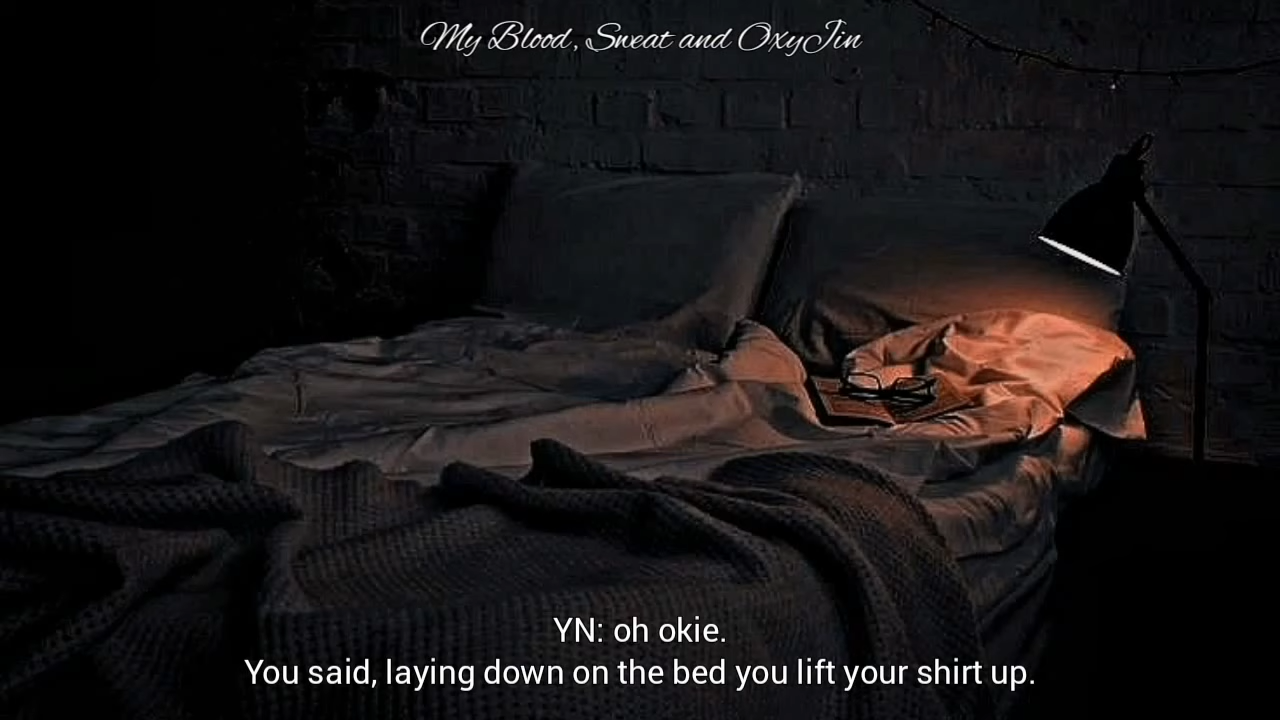 My Blood, Sweat and OxyJin
YN: oh okie.
You said, laying down on the bed you lift your shirt up.